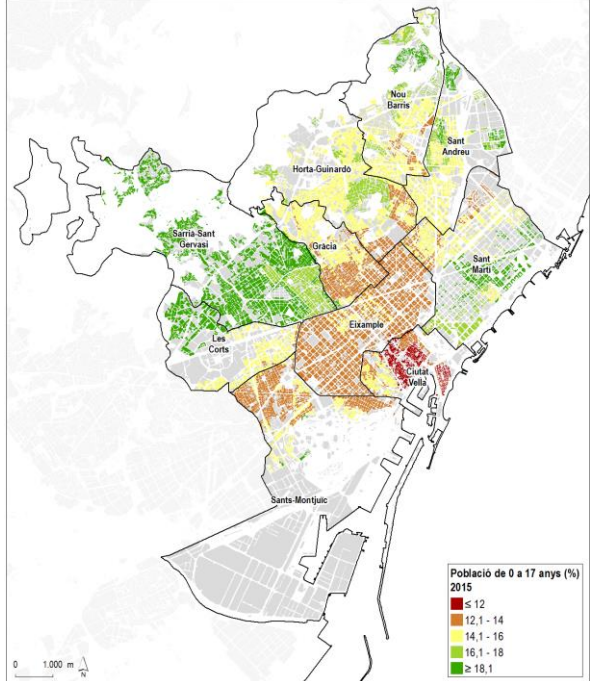 Nou
Barris
Sant
Andreu
Horta-Guinardó
Sarrià-Sant
Gervasi
Gràcia
Sant
Martí
Eixample
Les
Corts
Ciutat
Vella
Sants-Montjuïc
Població de 0 a 17 anys (%)
2015
≤ 12
12,1 - 14
14,1 - 16
16,1 - 18
≥ 18,1
0 1.000 m
N